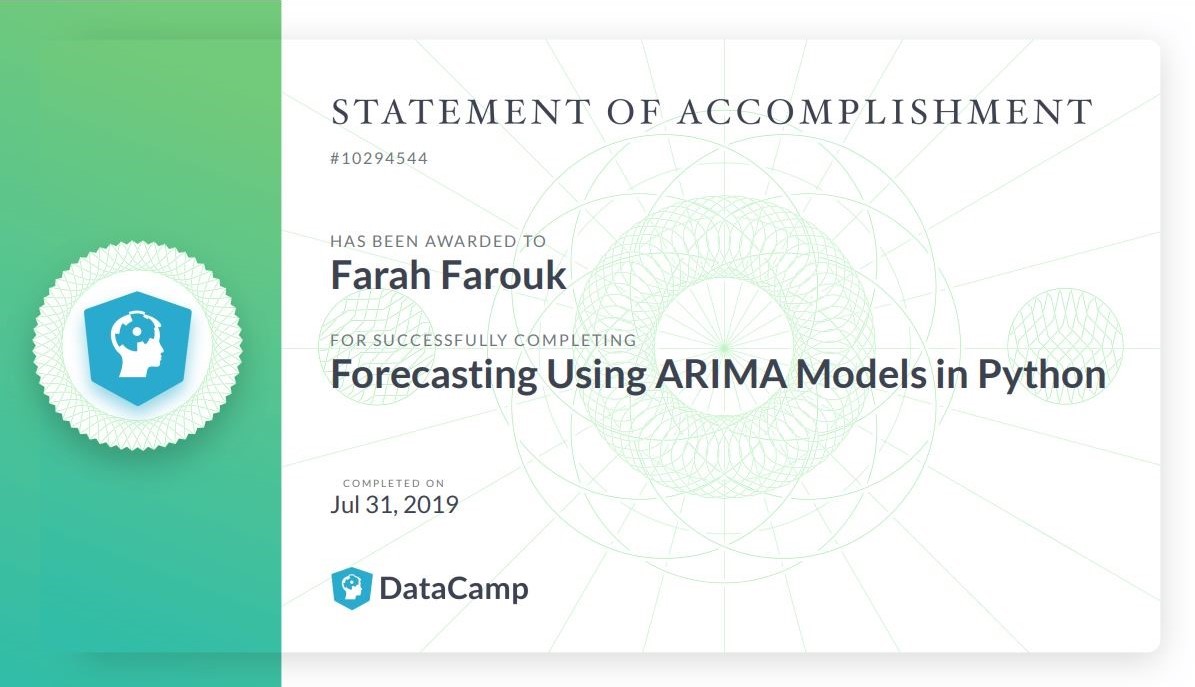 STATEMENT OF ACCOMPLISHMENT
#10294544
HAS BEEN AWARDED TO
Farah Farouk
FOR SUCCESSFULLY COMPLETING
Forecasting Using ARIMA Models in Python
COMPLETED ON
Jul 31, 2019
DataCamp